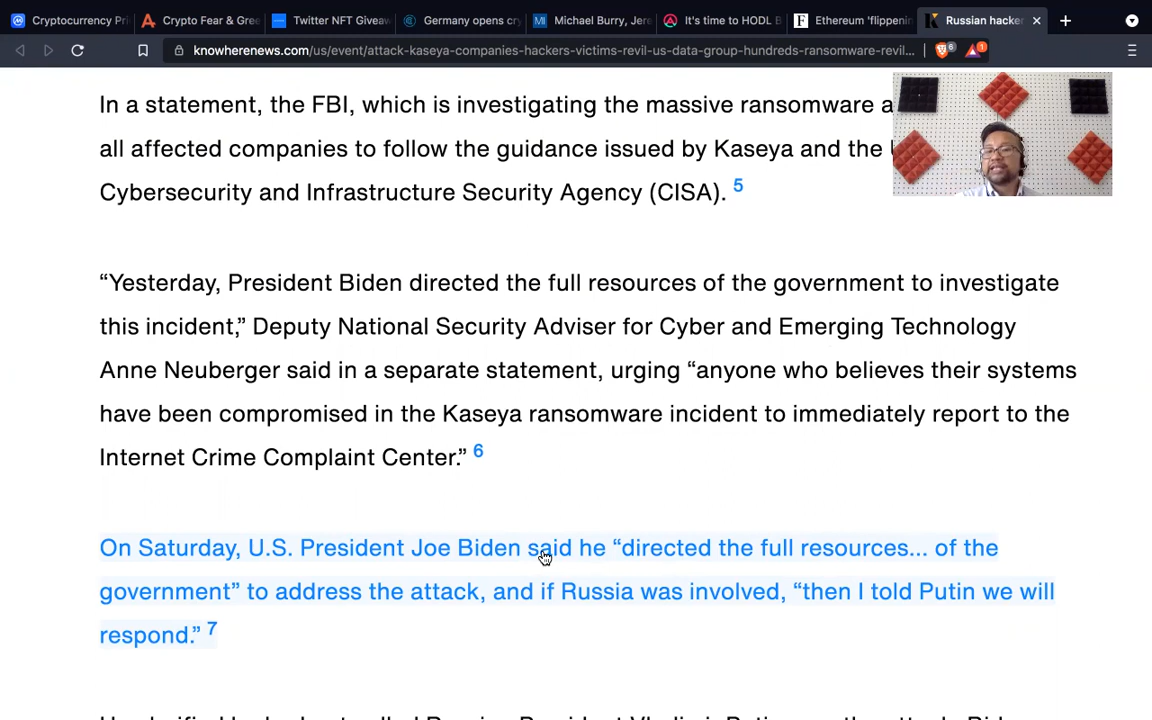 Cryptocurrency Pri
Crypto Fear & Gree
Twitter NFT Giveaw
Germany opens cry
Michael Burry, Jere
It's time to HODL B
Ethereum 'flippenin
Russian hacker
knowherenews.com/us/event/attack-kaseya-companies-hackers-victims-revil-us-data-group-hundreds-ransomware-revil...
6
1
In a statement, the FBI, which is investigating the massive ransomware a
all affected companies to follow the guidance issued by Kaseya and the
Cybersecurity and Infrastructure Security Agency (CISA). 5
“Yesterday, President Biden directed the full resources of the government to investigate
this incident,” Deputy National Security Adviser for Cyber and Emerging Technology
Anne Neuberger said in a separate statement, urging “anyone who believes their systems
have been compromised in the Kaseya ransomware incident to immediately report to the
Internet Crime Complaint Center.” 6
On Saturday, U.S. President Joe Biden said he “directed the full resources... of the
government” to address the attack, and if Russia was involved, “then I told Putin we will
respond.” 7